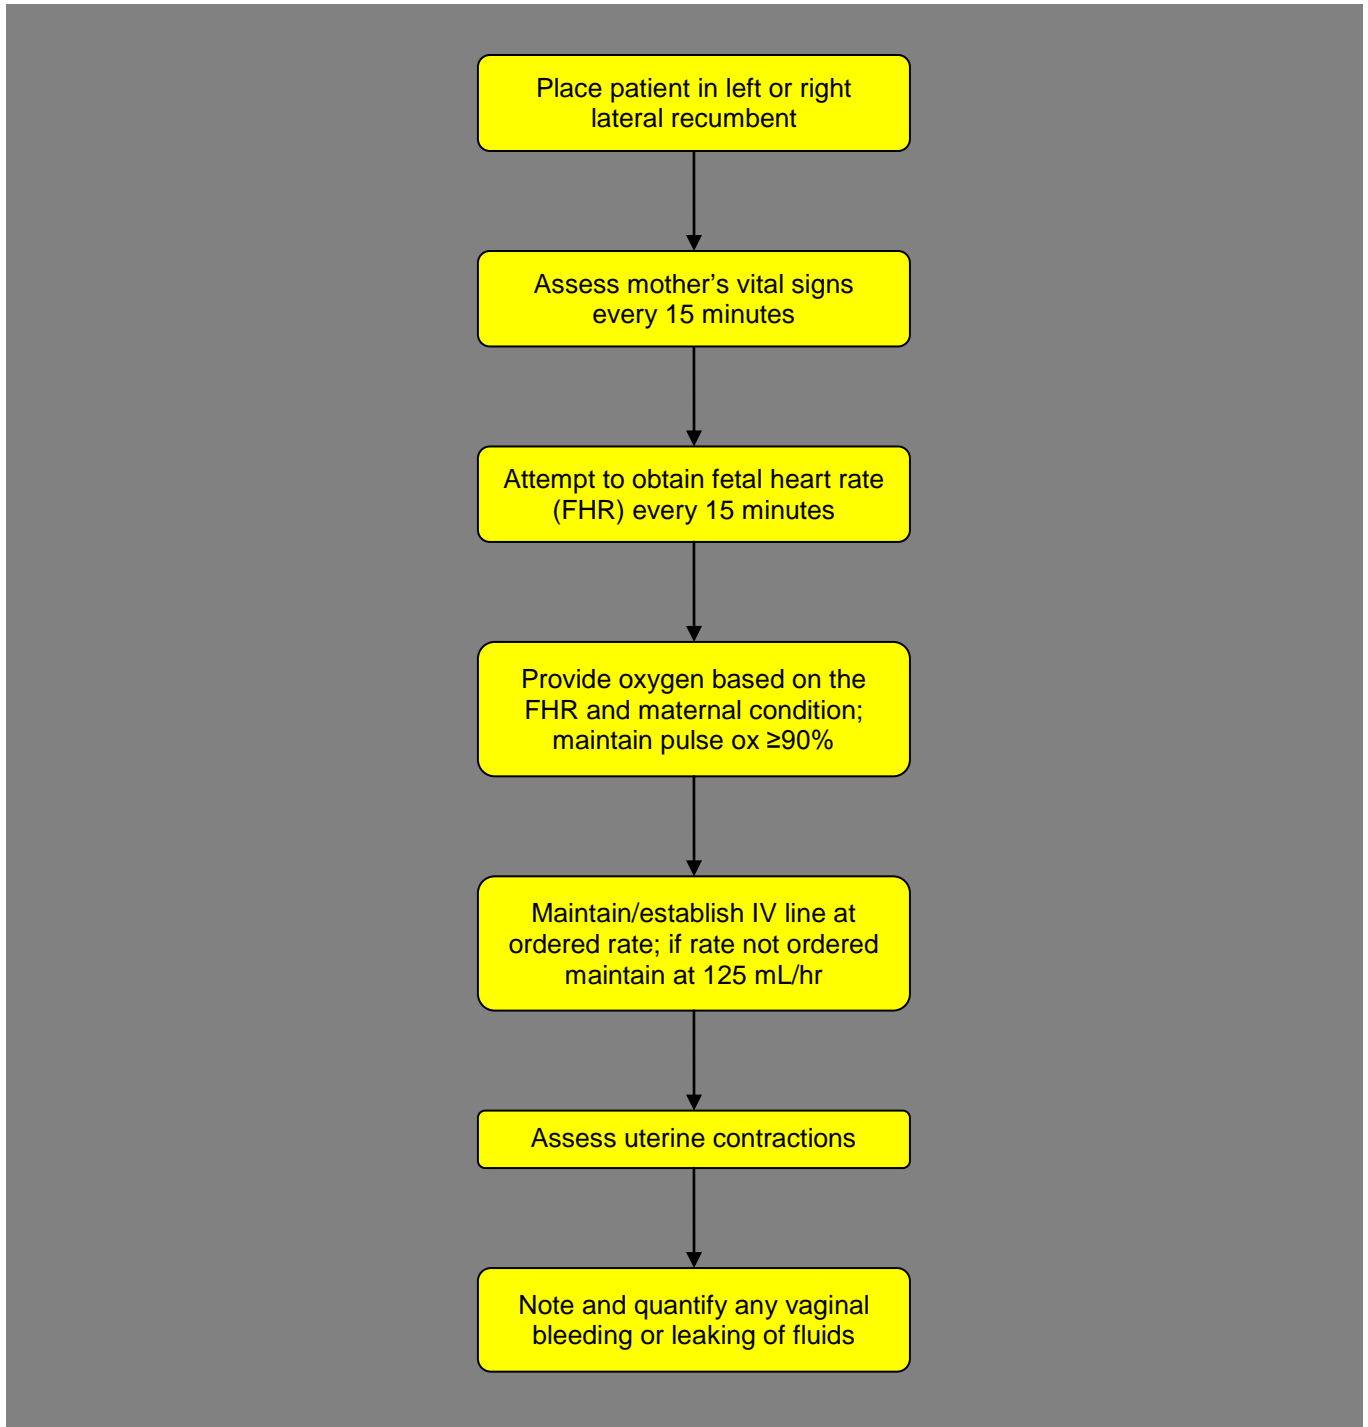 Place patient in left or right
lateral recumbent
Assess mother’s vital signs
every 15 minutes
Attempt to obtain fetal heart rate
(FHR) every 15 minutes
Provide oxygen based on the
FHR and maternal condition;
maintain pulse ox ≥90%
Maintain/establish IV line at
ordered rate; if rate not ordered
maintain at 125 mL/hr
Assess uterine contractions
Note and quantify any vaginal
bleeding or leaking of fluids